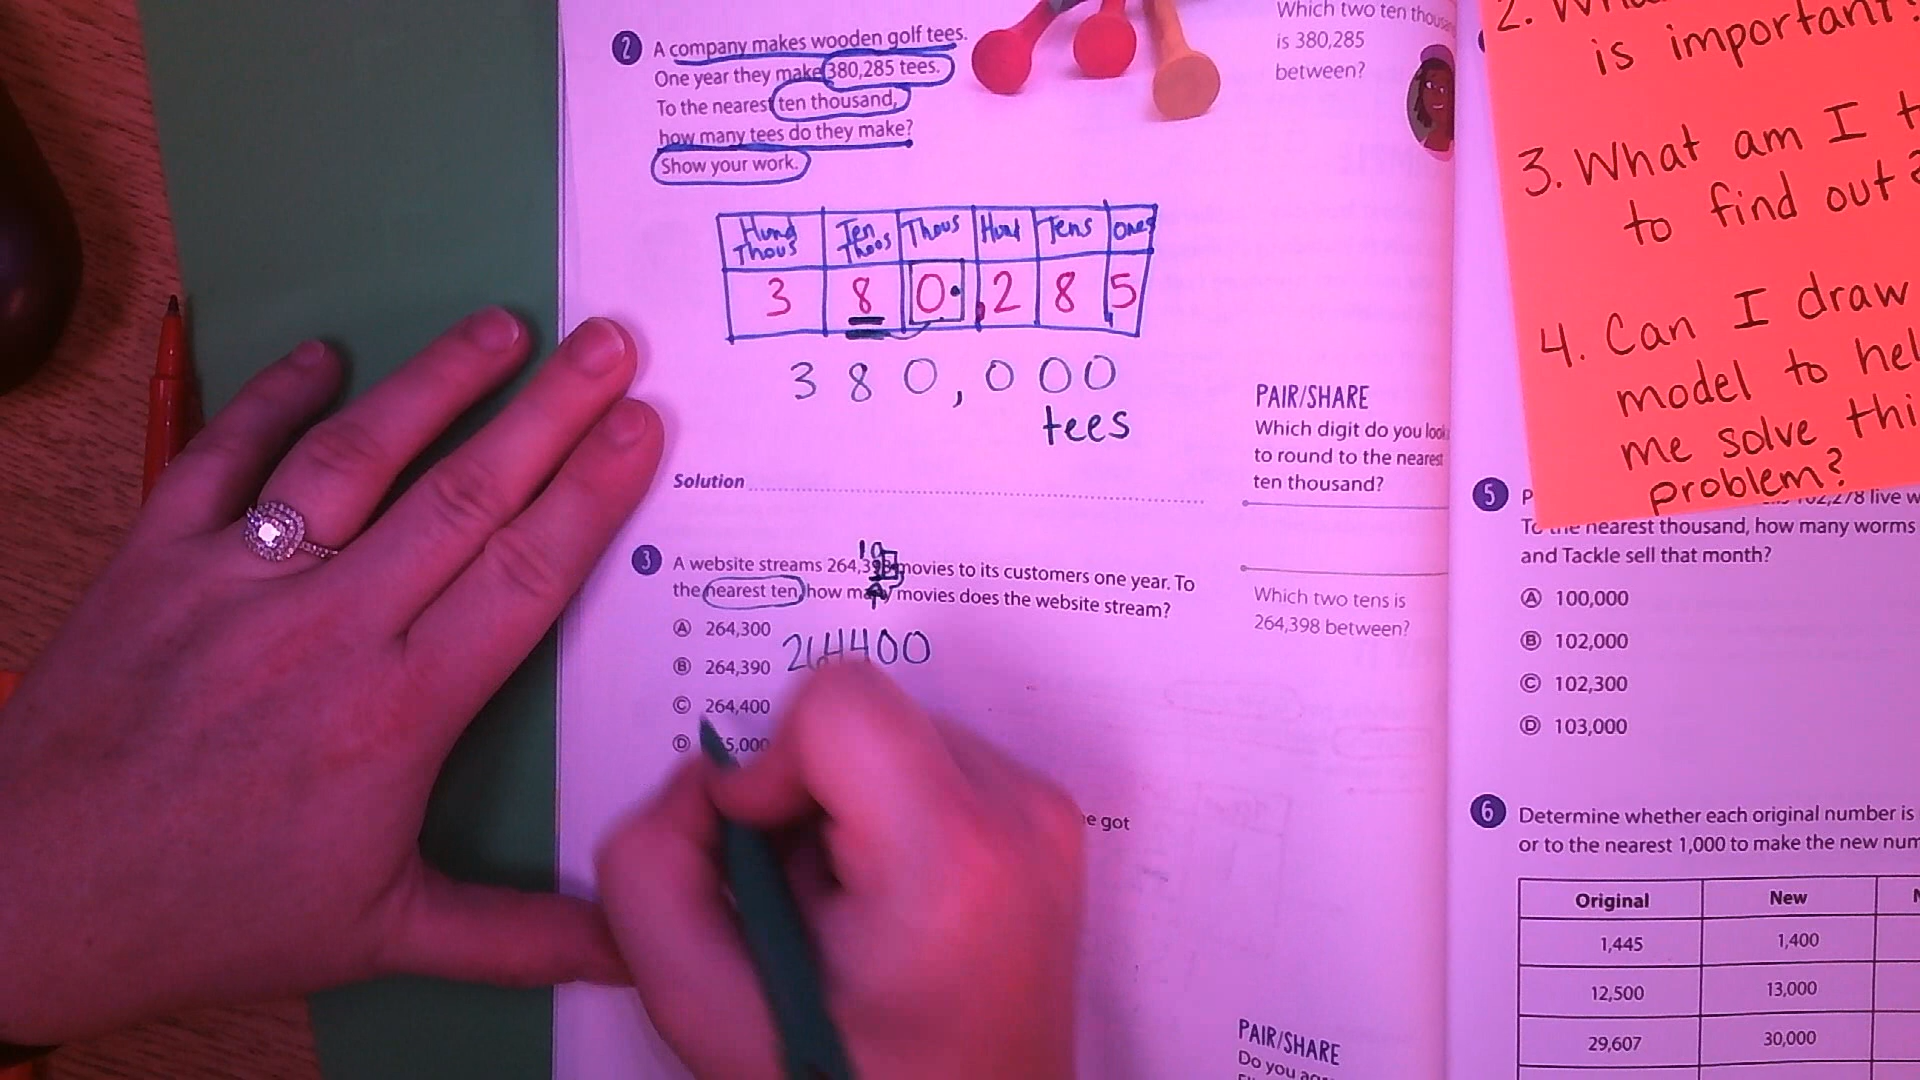 2 A company makes wooden golf tees.
One year they make 380,285 tees.
To the nearest ten thousand,
how many tees do they make?
Show your work.
Hund Thous Ten Thous Thous Hund Tens Ones
3 8 0 , 2 8 5
380,000
tees
Solution
Which two ten
is 380,285
between?
PAIR/SHARE
Which digit do you look
to round to the nearest
ten thousand?
3 A website streams 264,398 movies to its customers one year. To
the nearest ten, how many movies does the website stream?
A 264,300
B 264,390
C 264,400
D 5,000
10
264400
e got
Which two tens is
264,398 between?
PAIR/SHARE
Do you
2.
is important?
3. What am I
to find out?
4. Can I draw
model to
me solve
problem?
5
live
To the nearest thousand, how many worms
and Tackle sell that month?
A 100,000
B 102,000
C 102,300
D 103,000
6 Determine whether each original number is
or to the nearest 1,000 to make the new
Original New
1,445 1,400
12,500 13,000
29,607 30,000